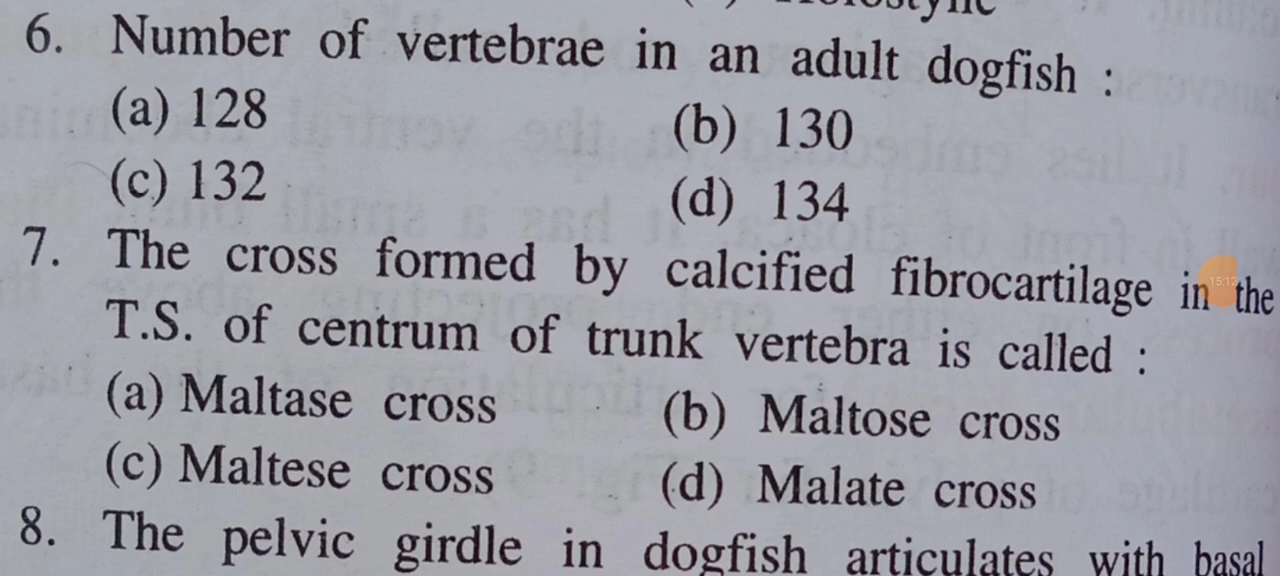 6. Number of vertebrae in an adult dogfish :
(a) 128 (b) 130
(c) 132 (d) 134
7. The cross formed by calcified fibrocartilage in the
T.S. of centrum of trunk vertebra is called :
(a) Maltase cross (b) Maltose cross
(c) Maltese cross (d) Malate cross
8. The pelvic girdle in dogfish articulates with basal